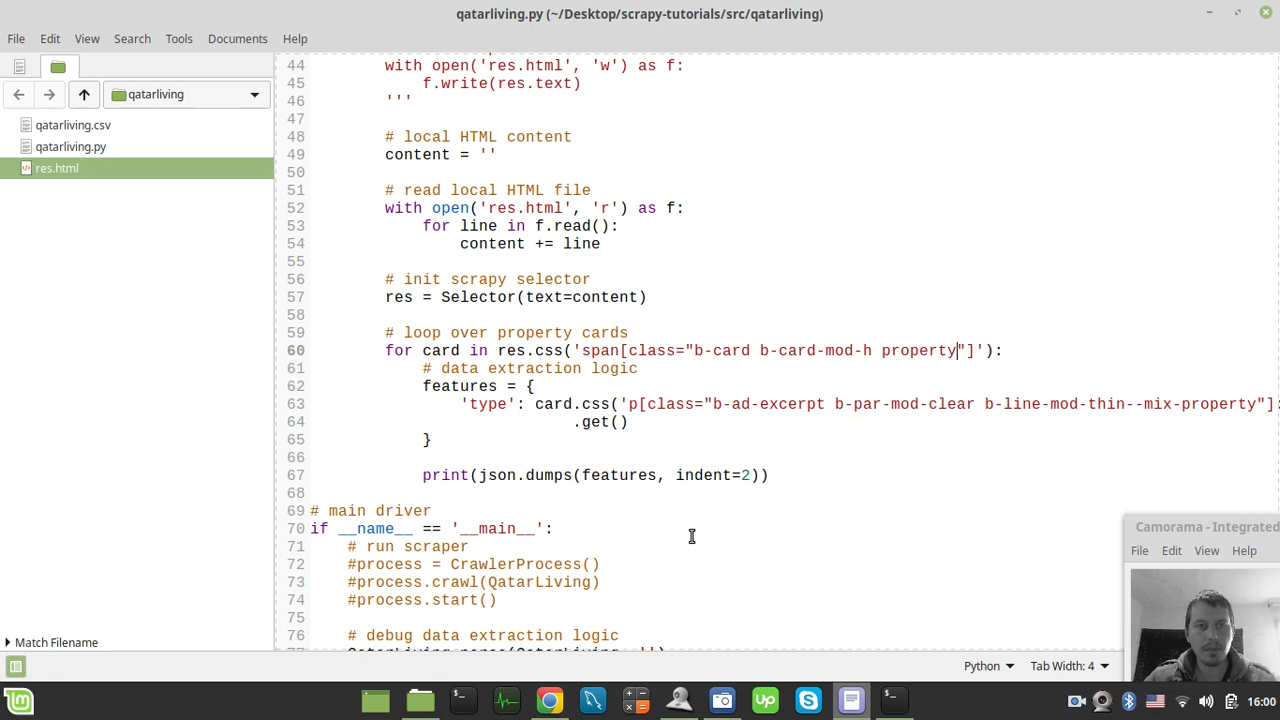 qatarliving.py (~/Desktop/scrapy-tutorials/src/qatarliving)
File Edit View Search Tools Documents Help
qatarliving
qatarliving.csv
qatarliving.py
res.html
44 with open('res.html', 'w') as f:
45 f.write(res.text)
46 '''
47
48 # local HTML content
49 content = ''
50
51 # read local HTML file
52 with open('res.html', 'r') as f:
53 for line in f.read():
54 content += line
55
56 # init scrapy selector
57 res = Selector(text=content)
58
59 # loop over property cards
60 for card in res.css('span[class="b-card b-card-mod-h property"]'):
61 # data extraction logic
62 features = {
63 'type': card.css('p[class="b-ad-excerpt b-par-mod-clear b-line-mod-thin--mix-property"]
64 .get()
65 }
66
67 print(json.dumps(features, indent=2))
68
69 # main driver
70 if __name__ == '__main__':
71 # run scraper
72 #process = CrawlerProcess()
73 #process.crawl(QatarLiving)
74 #process.start()
75
76 # debug data extraction logic
Match Filename
Python Tab Width: 4
Camorama - Integrated
File Edit View Help
Up
16:00